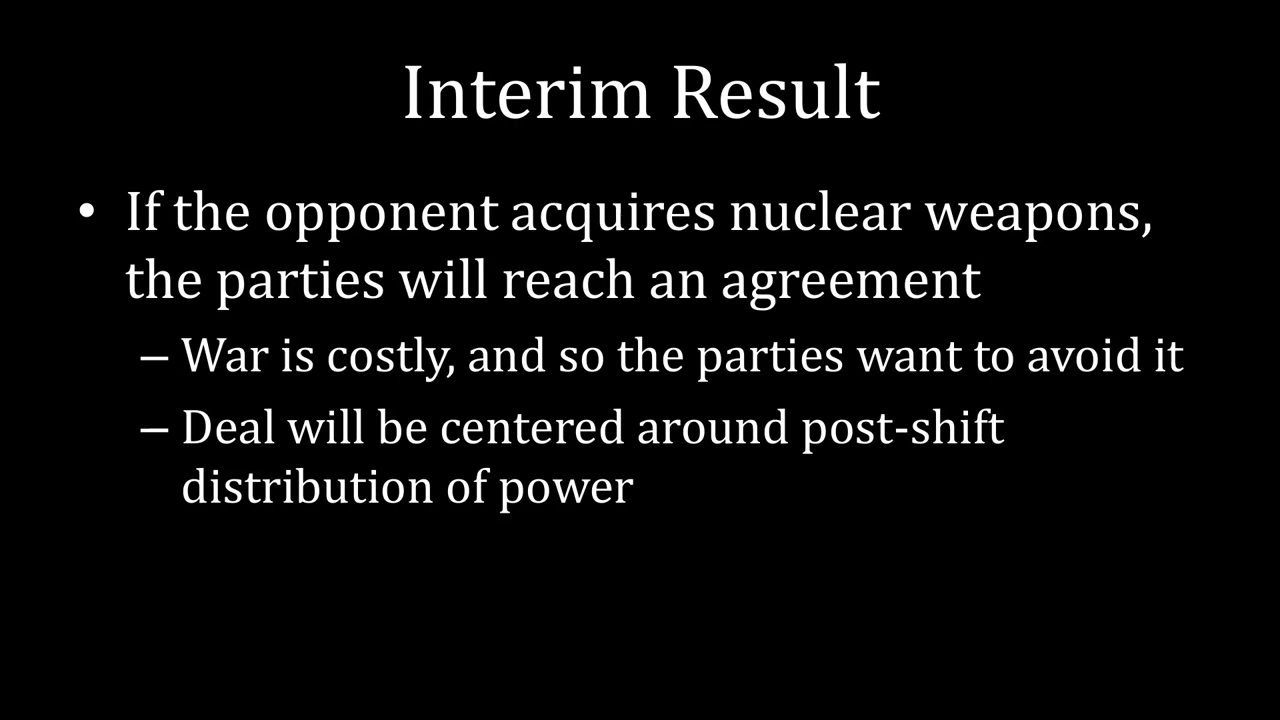 Interim Result
• If the opponent acquires nuclear weapons,
the parties will reach an agreement
– War is costly, and so the parties want to avoid it
– Deal will be centered around post-shift
distribution of power